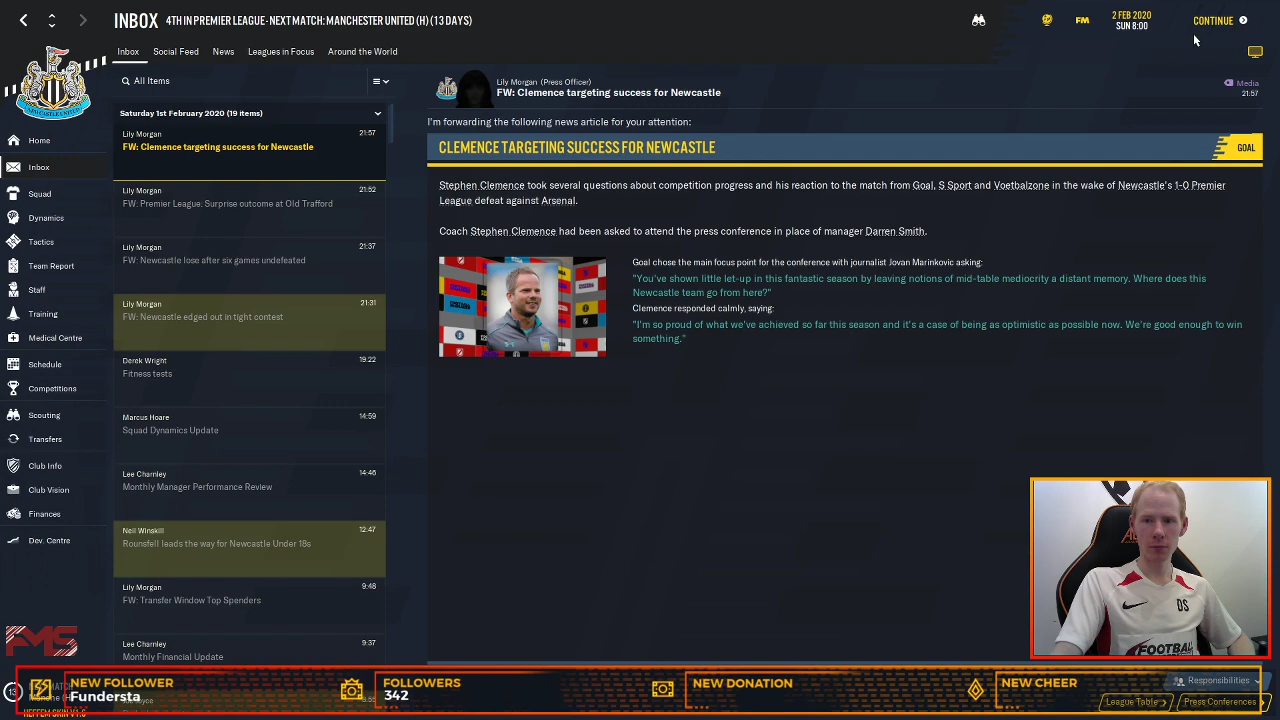 INBOX
4TH IN PREMIER LEAGUE - NEXT MATCH: MANCHESTER UNITED (H) (13 DAYS)
FM
2 FEB 2020
SUN 8:00
CONTINUE
Inbox Social Feed News Leagues in Focus Around the World
All Items
Saturday 1st February 2020 (19 items)
Lily Morgan 21:57
FW: Clemence targeting success for Newcastle
Lily Morgan 21:52
FW: Premier League: Surprise outcome at Old Trafford
Lily Morgan 21:37
FW: Newcastle lose after six games undefeated
Lily Morgan 21:31
FW: Newcastle edged out in tight contest
Derek Wright 19:22
Fitness tests
Marcus Hoare 14:59
Squad Dynamics Update
Lee Charnley 14:46
Monthly Manager Performance Review
Neil Winskill 12:47
Rounsfell leads the way for Newcastle Under 18s
Lily Morgan 9:48
FW: Transfer Window Top Spenders
Lee Charnley 9:37
Monthly Financial Update
Home
Inbox
Squad
Dynamics
Tactics
Team Report
Staff
Training
Medical Centre
Schedule
Competitions
Scouting
Transfers
Club Info
Club Vision
Finances
Dev. Centre
Lily Morgan (Press Officer)
FW: Clemence targeting success for Newcastle
Media
21:57
I'm forwarding the following news article for your attention:
CLEMENCE TARGETING SUCCESS FOR NEWCASTLE
GOAL
Stephen Clemence took several questions about competition progress and his reaction to the match from Goal, S Sport and Voetbalzone in the wake of Newcastle's 1-0 Premier
League defeat against Arsenal.
Coach Stephen Clemence had been asked to attend the press conference in place of manager Darren Smith.
Goal chose the main focus point for the conference with journalist Jovan Marinkovic asking:
"You've shown little let-up in this fantastic season by leaving notions of mid-table mediocrity a distant memory. Where does this
Newcastle team go from here?"
Clemence responded calmly, saying:
"I'm so proud of what we've achieved so far this season and it's a case of being as optimistic as possible now. We're good enough to win
something."
DS
FOOTBALL
FMS
NEW FOLLOWER
Fundersta
FOLLOWERS
342
NEW DONATION
NEW CHEER
Responsibilities
League Table
Press Conferences